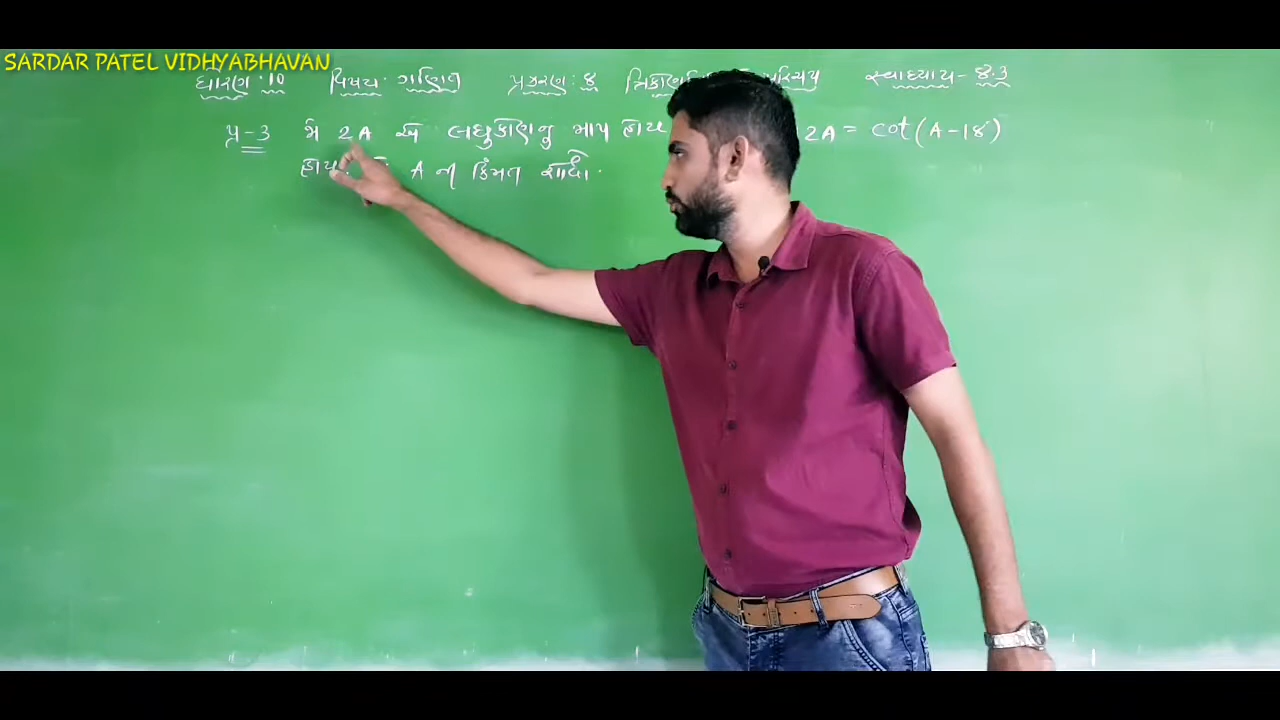 SARDAR PATEL VIDHYABHAVAN
ધોરણ : 10 વિષય : ગણિત પ્રકરણ : 8 સ્વાધ્યાય - 8.3
પ્ર-3 જો 2A એ લઘુકોણનું માપ હોય 2A = cot(A-18)
હોય. A ની કિંમત શોધો.